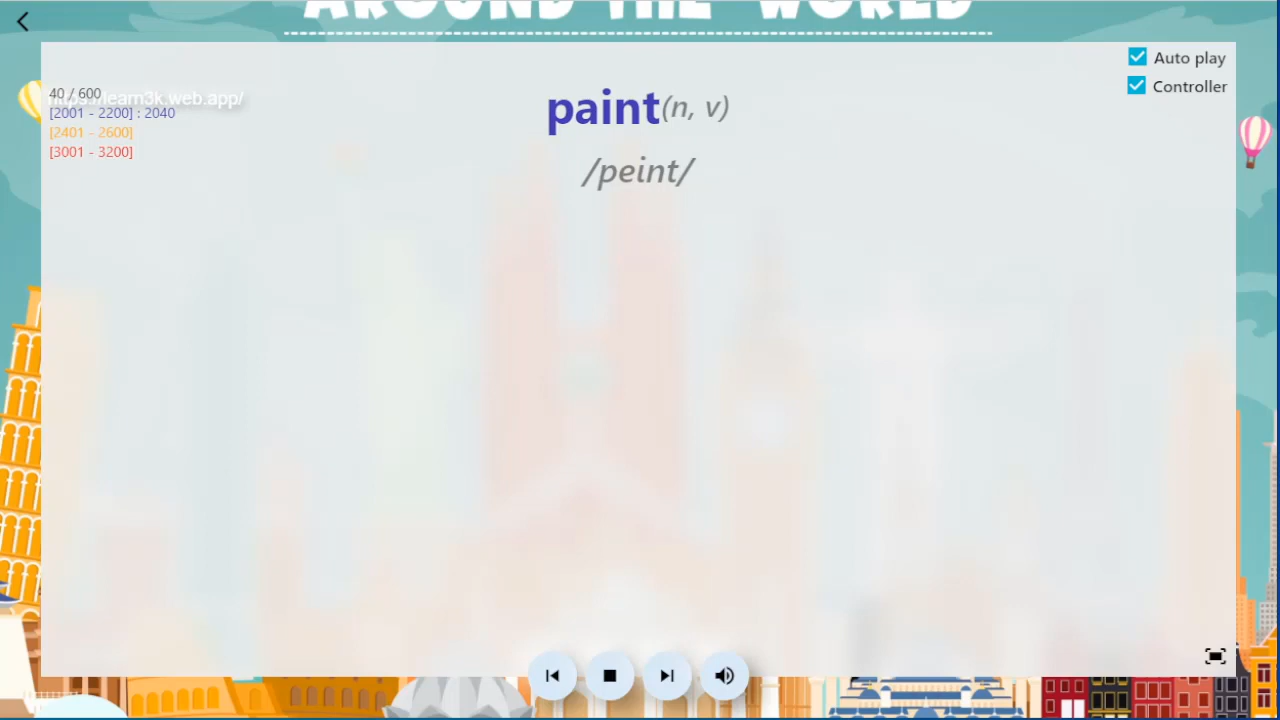 AROUND THE WORLD
Auto play
Controller
40 / 600
https://learn3k.web.app/
[2001 - 2200] : 2040
[2401 - 2600]
[3001 - 3200]
paint(n, v)
/peint/